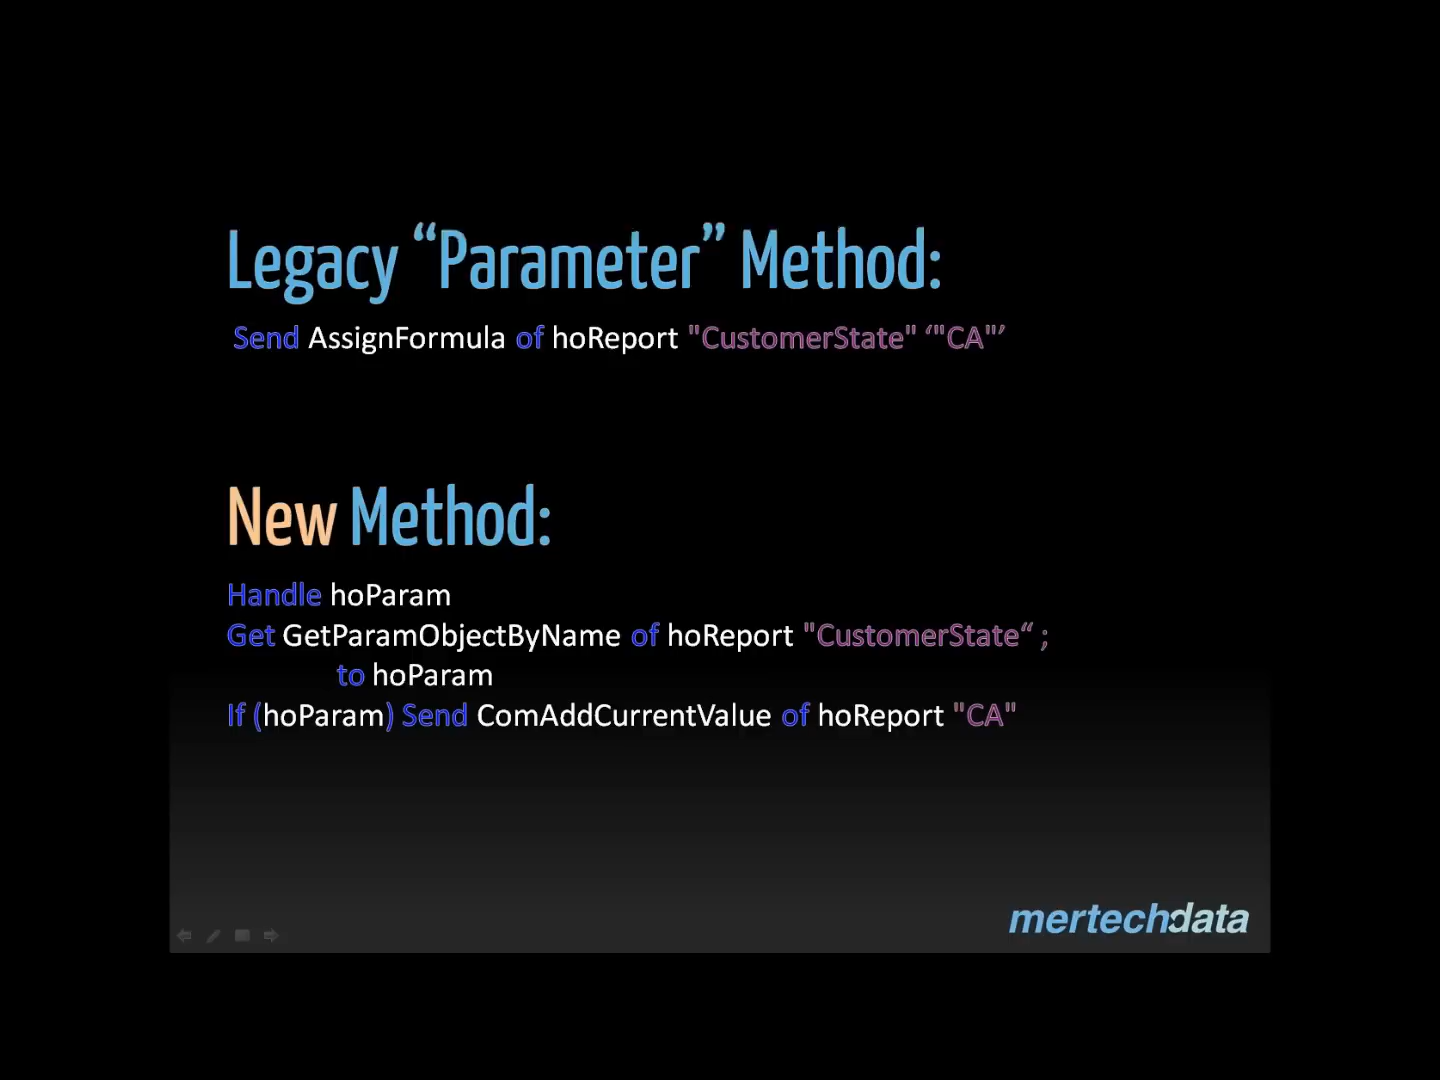 Legacy “Parameter” Method:
Send AssignFormula of hoReport "CustomerState" ‘"CA"’
New Method:
Handle hoParam
Get GetParamObjectByName of hoReport "CustomerState“ ;
to hoParam
If (hoParam) Send ComAddCurrentValue of hoReport "CA"
mertechdata